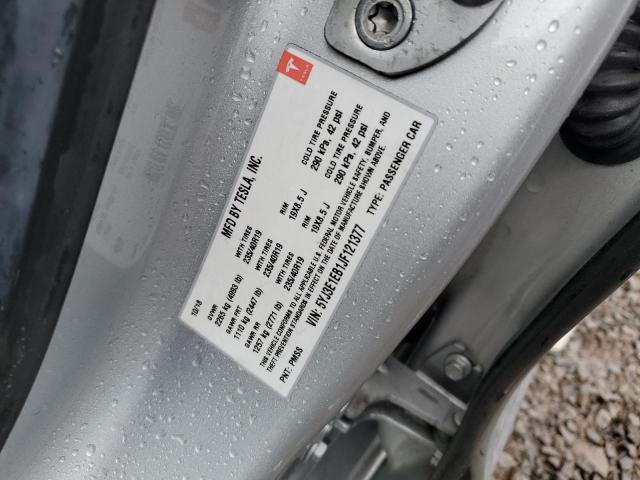 TESLA
MFD BY TESLA, INC.
10/18
GVWR
2265 kg (4993 lb)
GAWR FRT WITH TIRES RIM COLD TIRE PRESSURE
1110 kg (2447 lb) 235/40R19 19X8.5 J 290 kPa, 42 psi
GAWR RR WITH TIRES RIM COLD TIRE PRESSURE
1257 kg (2771 lb) 235/40R19 19X8.5 J 290 kPa, 42 psi
THIS VEHICLE CONFORMS TO ALL APPLICABLE U.S. FEDERAL MOTOR VEHICLE SAFETY, BUMPER, AND
THEFT PREVENTION STANDARDS IN EFFECT ON THE DATE OF MANUFACTURE SHOWN ABOVE.
VIN: 5YJ3E1EB1JF121377
PNT: PMSS TYPE: PASSENGER CAR